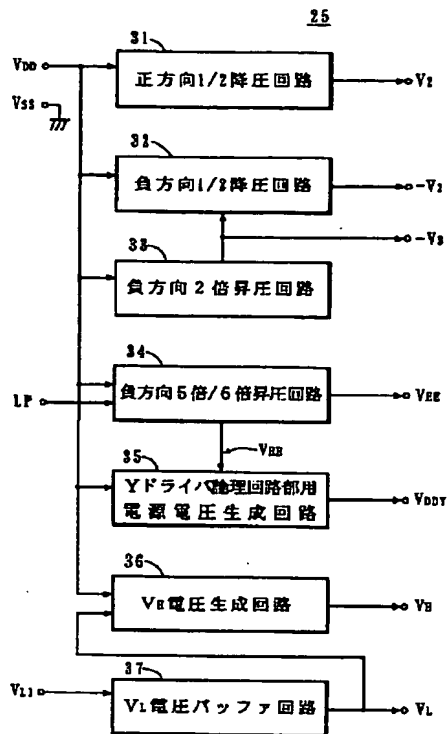 25
31
VDD
正方向1/2降圧回路
V2
VSS
32
負方向1/2降圧回路
-V2
-V3
33
負方向2倍昇圧回路
34
LP
負方向5倍/6倍昇圧回路
VEE
VEE
35
Yドライバ論理回路部用
電源電圧生成回路
VDDY
36
VH電圧生成回路
VH
37
VLI
VL電圧バッファ回路
VL